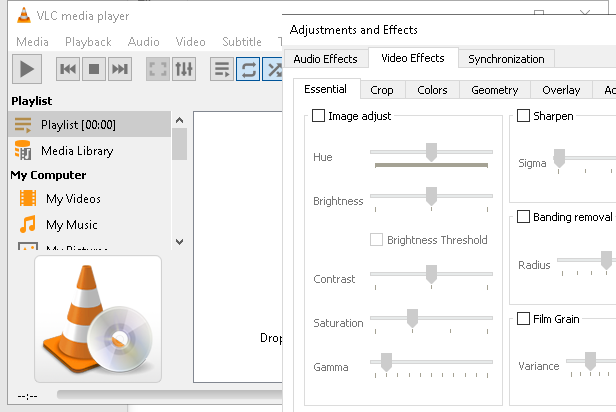 VLC media player
Media Playback Audio Video Subtitle
Playlist
Playlist [00:00]
Media Library
My Computer
My Videos
My Music
My Pictures
--:--
Drop
Adjustments and Effects
Audio Effects Video Effects Synchronization
Essential Crop Colors Geometry Overlay
Image adjust
Hue
Brightness
Brightness Threshold
Contrast
Saturation
Gamma
Sharpen
Sigma
Banding removal
Radius
Film Grain
Variance